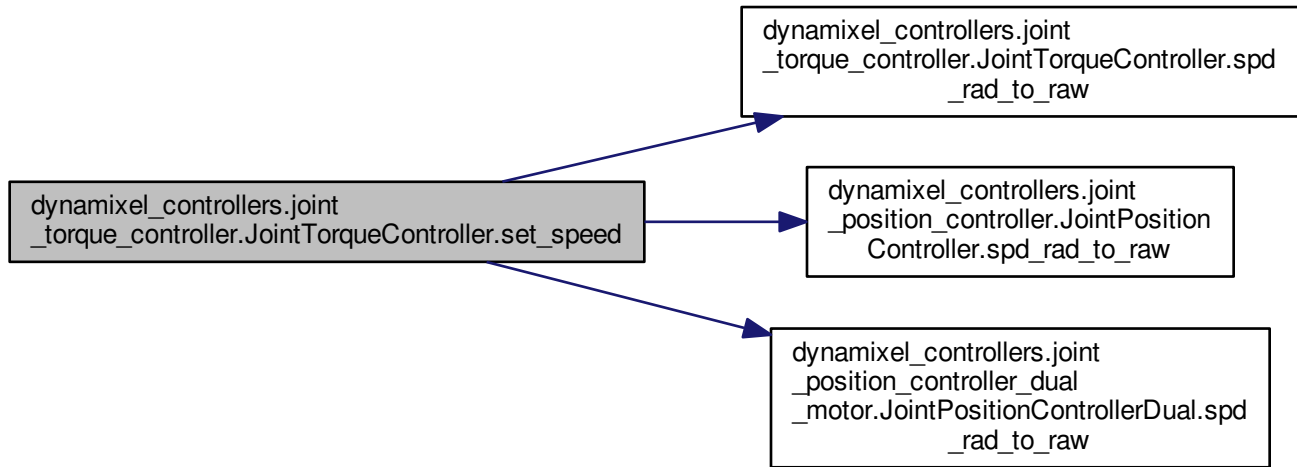 dynamixel_controllers.joint
_torque_controller.JointTorqueController.set_speed
dynamixel_controllers.joint
_torque_controller.JointTorqueController.spd
_rad_to_raw
dynamixel_controllers.joint
_position_controller.JointPosition
Controller.spd_rad_to_raw
dynamixel_controllers.joint
_position_controller_dual
_motor.JointPositionControllerDual.spd
_rad_to_raw